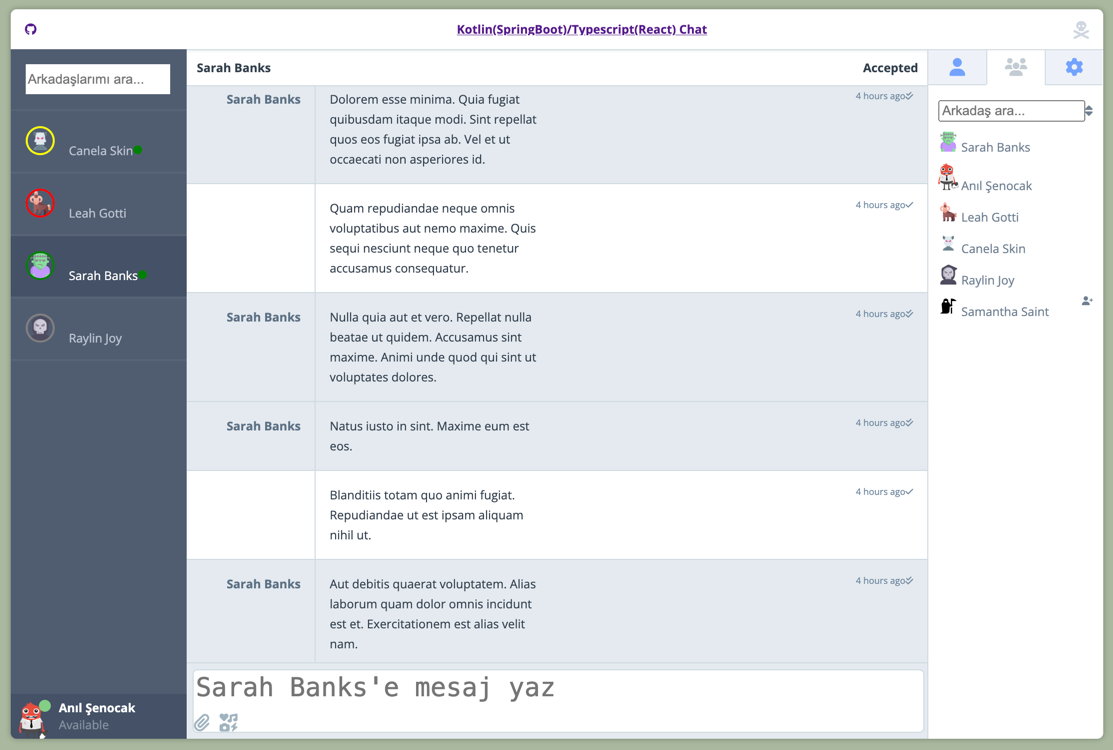 Kotlin(SpringBoot)/Typescript(React) Chat
Arkadaşlarımı ara...
Canela Skin
Leah Gotti
Sarah Banks
Raylin Joy
Anıl Şenocak
Available
Sarah Banks
Accepted
Sarah Banks
Dolorem esse minima. Quia fugiat
quibusdam itaque modi. Sint repellat
quos eos fugiat ipsa ab. Vel et ut
occaecati non asperiores id.
4 hours ago
Quam repudiandae neque omnis
voluptatibus aut nemo maxime. Quis
sequi nesciunt neque quo tenetur
accusamus consequatur.
4 hours ago
Sarah Banks
Nulla quia aut et vero. Repellat nulla
beatae ut quidem. Accusamus sint
maxime. Animi unde quod qui sint ut
voluptates dolores.
4 hours ago
Sarah Banks
Natus iusto in sint. Maxime eum est
eos.
4 hours ago
Blanditiis totam quo animi fugiat.
Repudiandae ut est ipsam aliquam
nihil ut.
4 hours ago
Sarah Banks
Aut debitis quaerat voluptatem. Alias
laborum quam dolor omnis incidunt
est et. Exercitationem est alias velit
nam.
4 hours ago
Sarah Banks'e mesaj yaz
Arkadaş ara...
Sarah Banks
Anıl Şenocak
Leah Gotti
Canela Skin
Raylin Joy
Samantha Saint